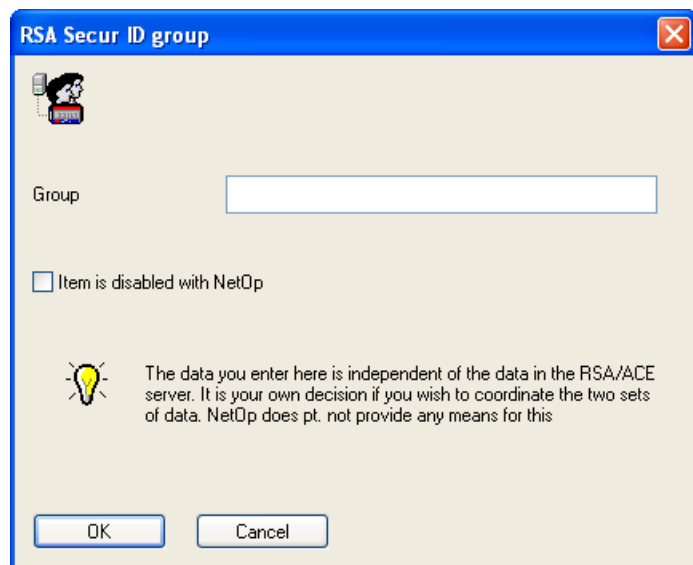 RSA Secur ID group
Group
Item is disabled with NetOp
The data you enter here is independent of the data in the RSA/ACE
server. It is your own decision if you wish to coordinate the two sets
of data. NetOp does pt. not provide any means for this
OK
Cancel